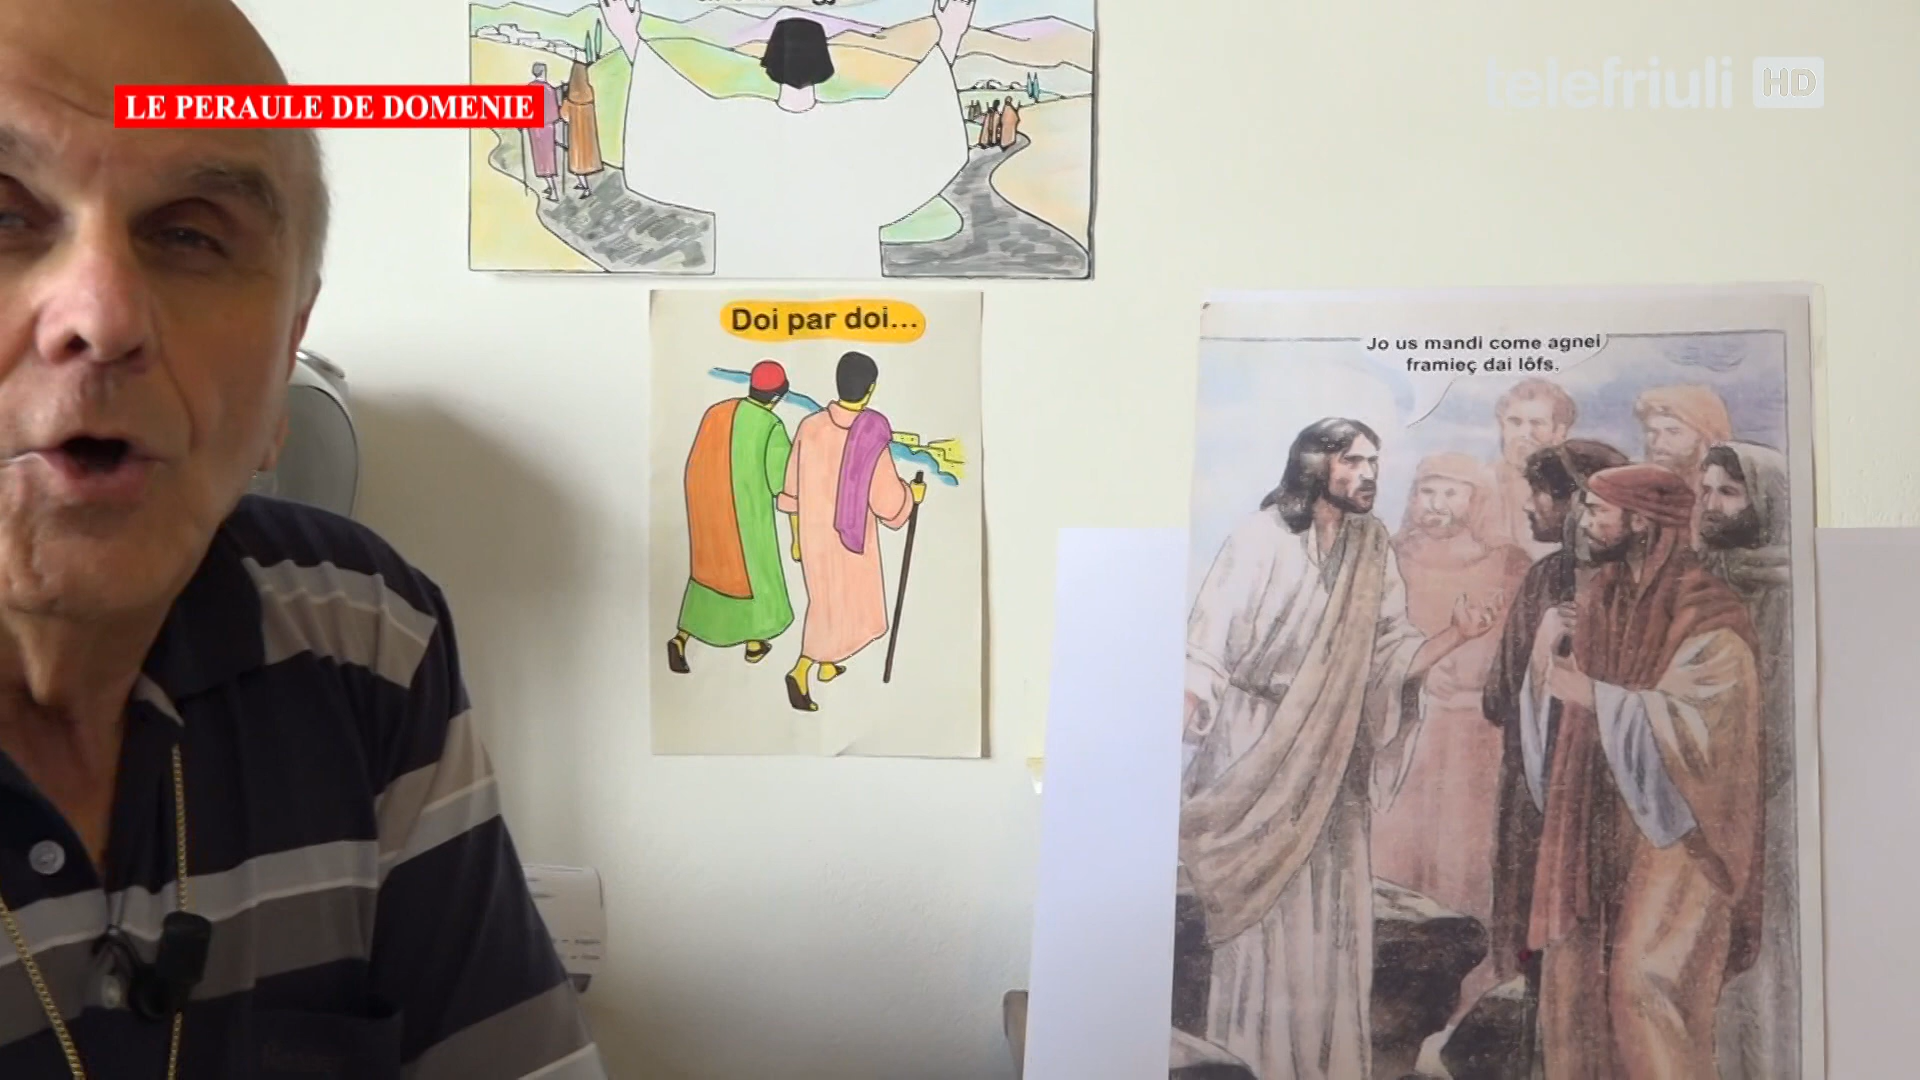 LE PERAULE DE DOMENIE
telefriuli HD
Doi par doi...
Jo us mandi come agnei
framieç dai lôfs.